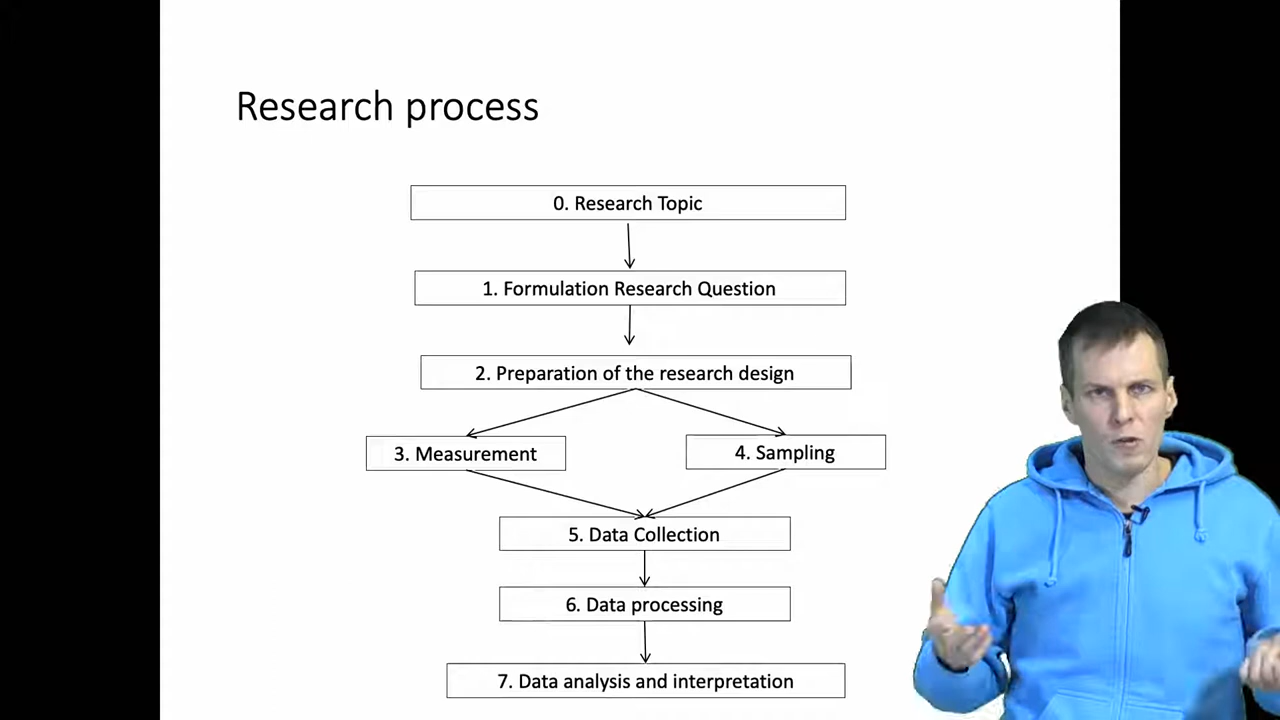 Research process
0. Research Topic
1. Formulation Research Question
2. Preparation of the research design
3. Measurement
4. Sampling
5. Data Collection
6. Data processing
7. Data analysis and interpretation